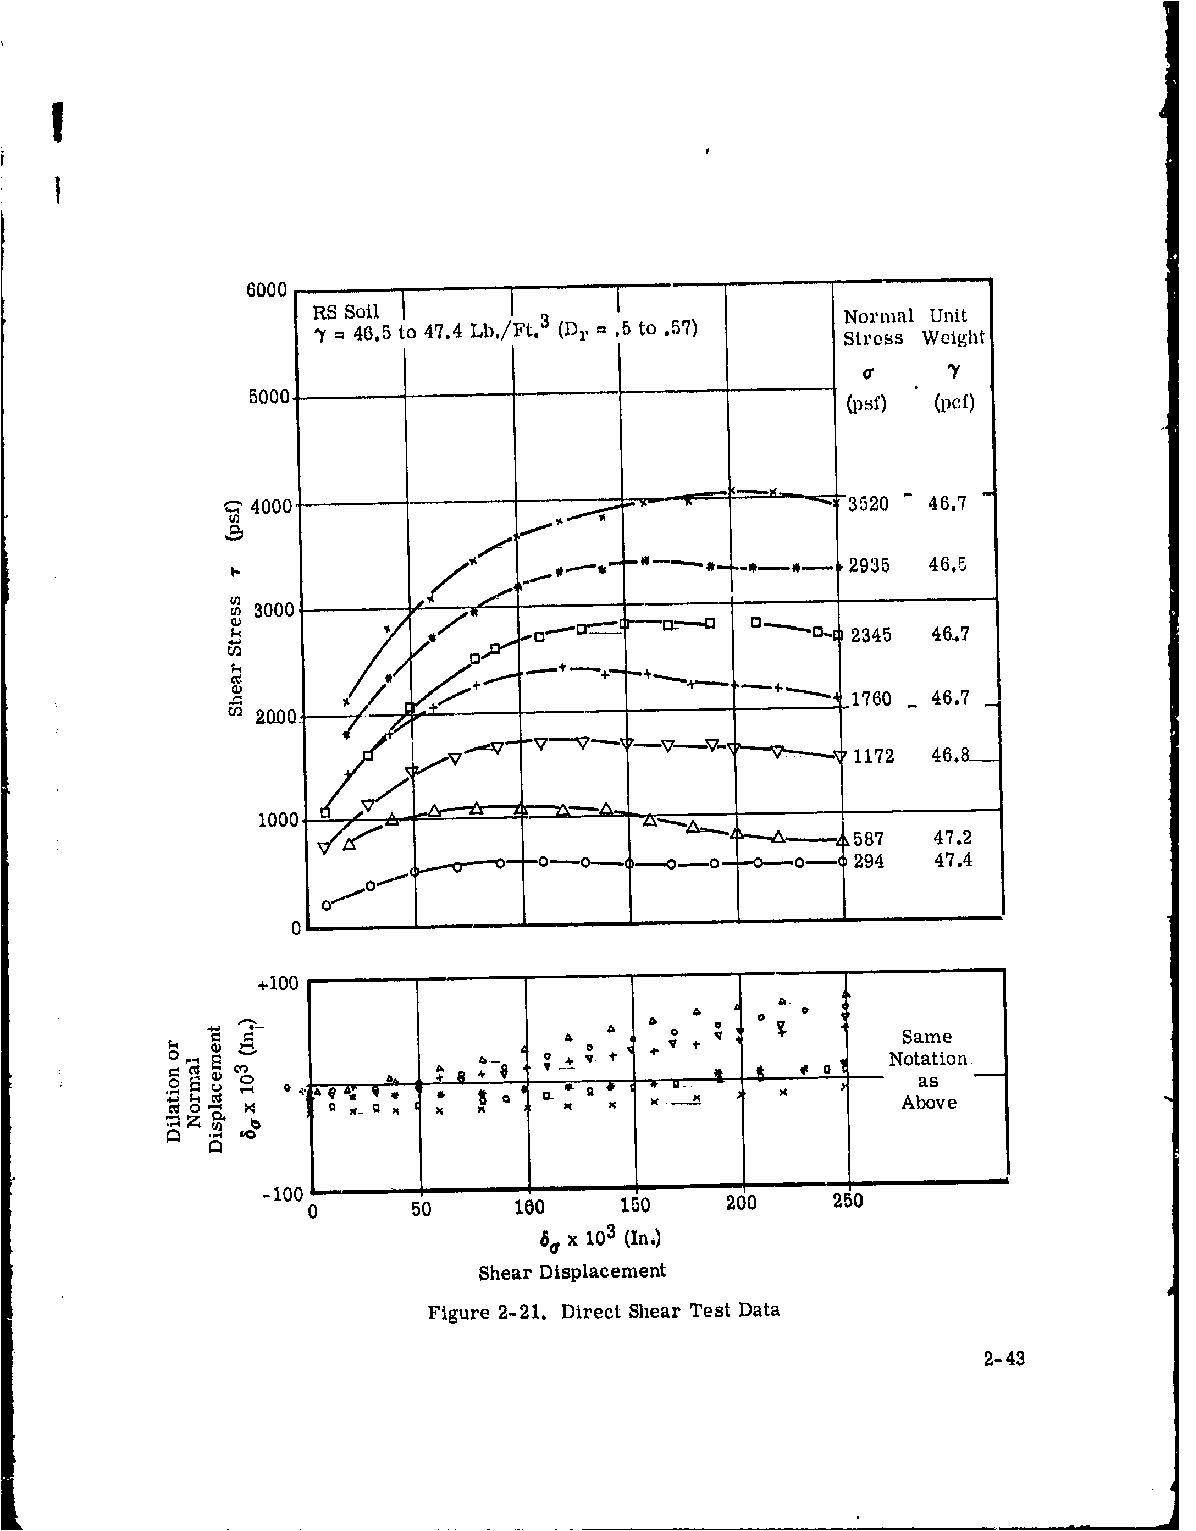 6000
RS Soil
γ = 46.5 to 47.4 Lb./Ft.³ (Dr = .5 to .57)
Normal Unit
Stress Weight
σ γ
(psf) (pcf)
5000
4000
3000
2000
1000
0
Shear Stress τ (psf)
3520 46.7
2935 46.5
2345 46.7
1760 46.7
1172 46.8
587 47.2
294 47.4
+100
0
-100
Dilation or
Normal
Displacement
δσ x 10³ (In.)
Same
Notation
as
Above
0 50 100 150 200 250
δσ x 10³ (In.)
Shear Displacement
Figure 2-21. Direct Shear Test Data
2-43